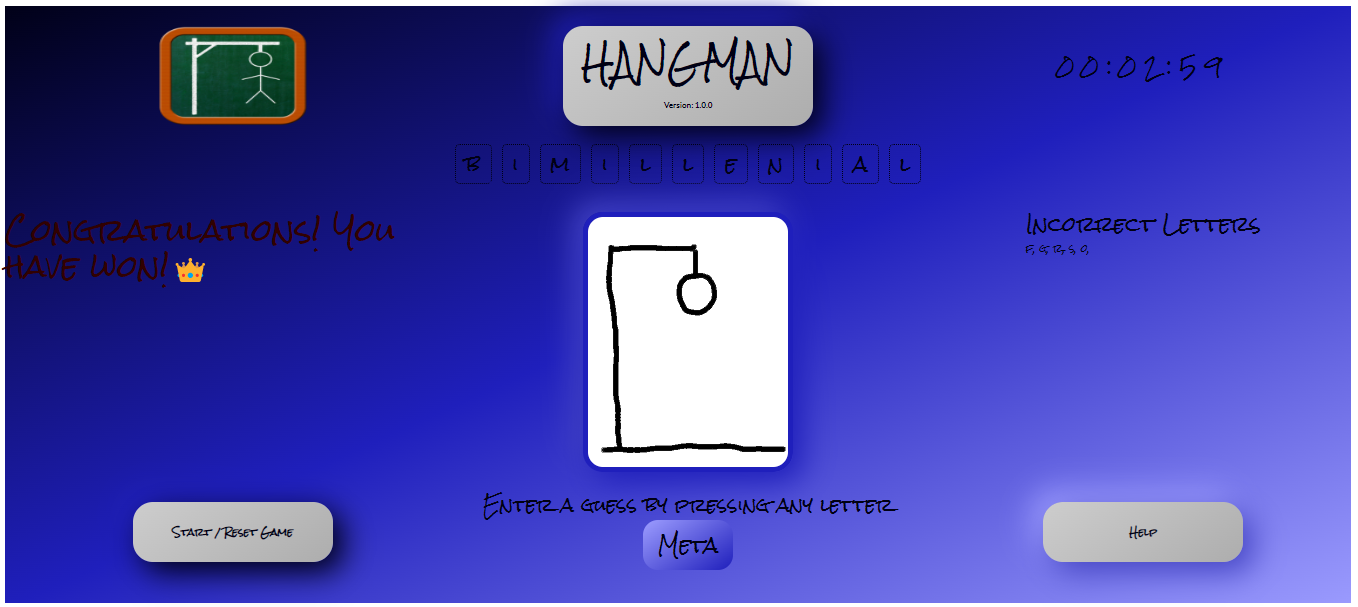 HANGMAN
Version: 1.0.0
00:02:59
B I M I L L E N I A L
Congratulations! You
have won! 👑
Incorrect Letters
F, G, R, S, O,
Enter a guess by pressing any letter
Meta
Start / Reset Game
Help